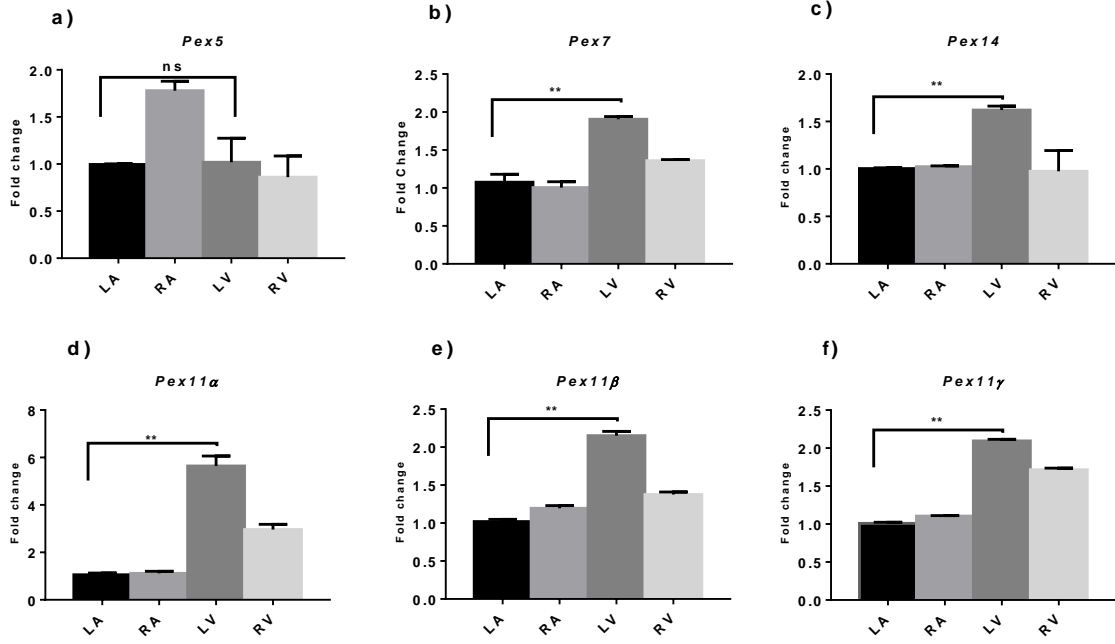 a)
Pex5
ns
Fold change
2.0
1.5
1.0
0.5
0.0
LA
RA
LV
RV
b)
Pex7
**
Fold Change
2.5
2.0
1.5
1.0
0.5
0.0
LA
RA
LV
RV
c)
Pex14
**
Fold change
2.0
1.5
1.0
0.5
0.0
LA
RA
LV
RV
d)
Pex11α
**
Fold change
8
6
4
2
0
LA
RA
LV
RV
e)
Pex11β
**
Fold change
2.5
2.0
1.5
1.0
0.5
0.0
LA
RA
LV
RV
f)
Pex11γ
**
Fold change
2.5
2.0
1.5
1.0
0.5
0.0
LA
RA
LV
RV